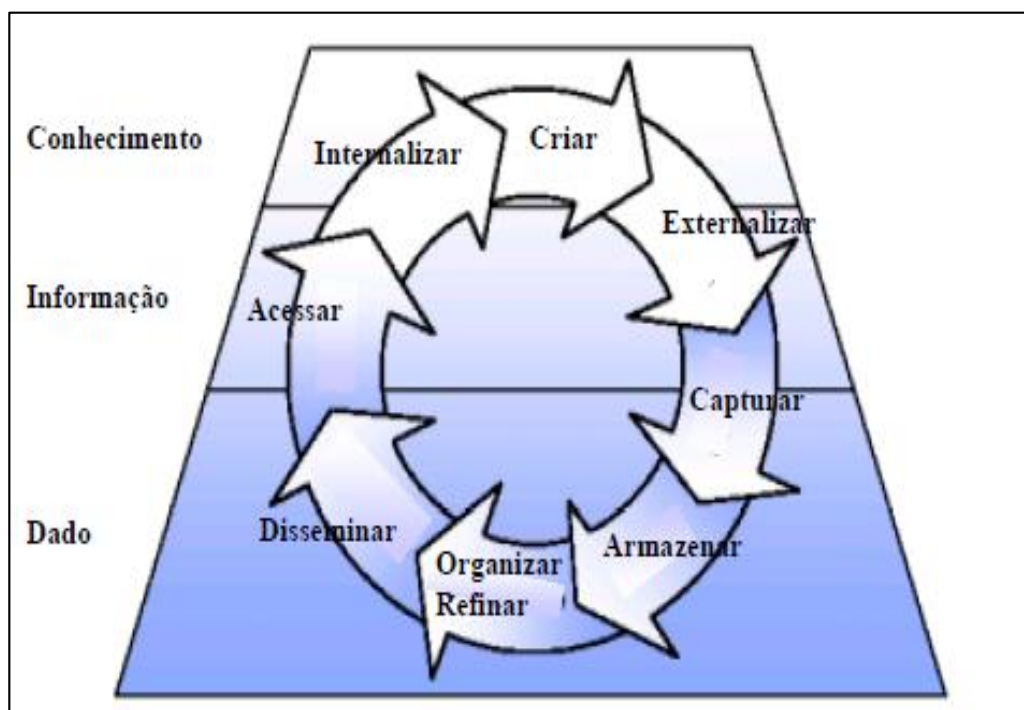 Conhecimento
Internalizar
Criar
Externalizar
Informação
Acessar
Capturar
Dado
Disseminar
Organizar
Refinar
Armazenar